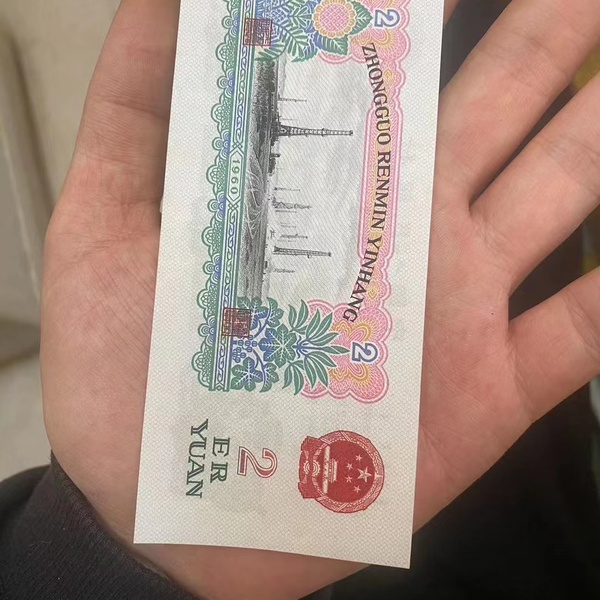 2
ZHONGGUO RENMIN YINHANG
1960
2
2
ER
YUAN